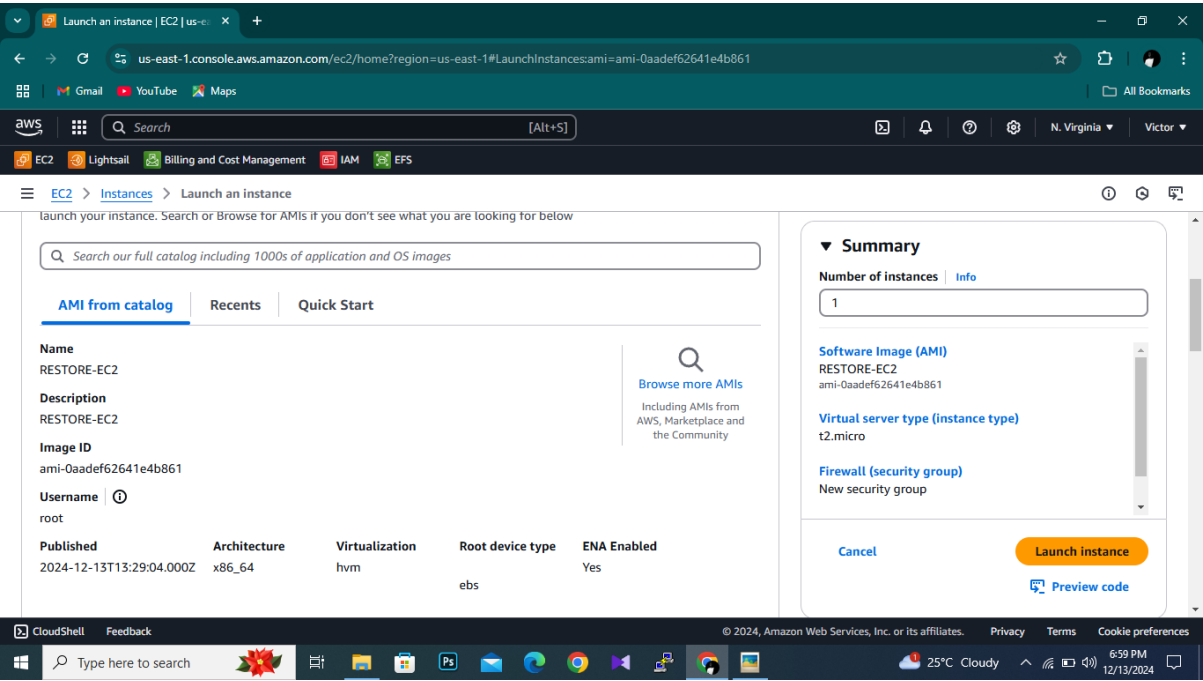 Launch an instance | EC2 | us-ea
us-east-1.console.aws.amazon.com/ec2/home?region=us-east-1#LaunchInstances:ami=ami-0aadef62641e4b861
Gmail YouTube Maps All Bookmarks
aws Search [Alt+S] N. Virginia Victor
EC2 Lightsail Billing and Cost Management IAM EFS
EC2 > Instances > Launch an instance
launch your instance. Search or Browse for AMIs if you don't see what you are looking for below
Search our full catalog including 1000s of application and OS images
AMI from catalog Recents Quick Start
Name
RESTORE-EC2
Description
RESTORE-EC2
Image ID
ami-0aadef62641e4b861
Username
root
Published Architecture Virtualization Root device type ENA Enabled
2024-12-13T13:29:04.000Z x86_64 hvm ebs Yes
Browse more AMIs
Including AMIs from
AWS, Marketplace and
the Community
Summary
Number of instances Info
1
Software Image (AMI)
RESTORE-EC2
ami-0aadef62641e4b861
Virtual server type (instance type)
t2.micro
Firewall (security group)
New security group
Cancel Launch instance
Preview code
CloudShell Feedback © 2024, Amazon Web Services, Inc. or its affiliates. Privacy Terms Cookie preferences
Type here to search Ps 1 25°C Cloudy 6:59 PM
12/13/2024